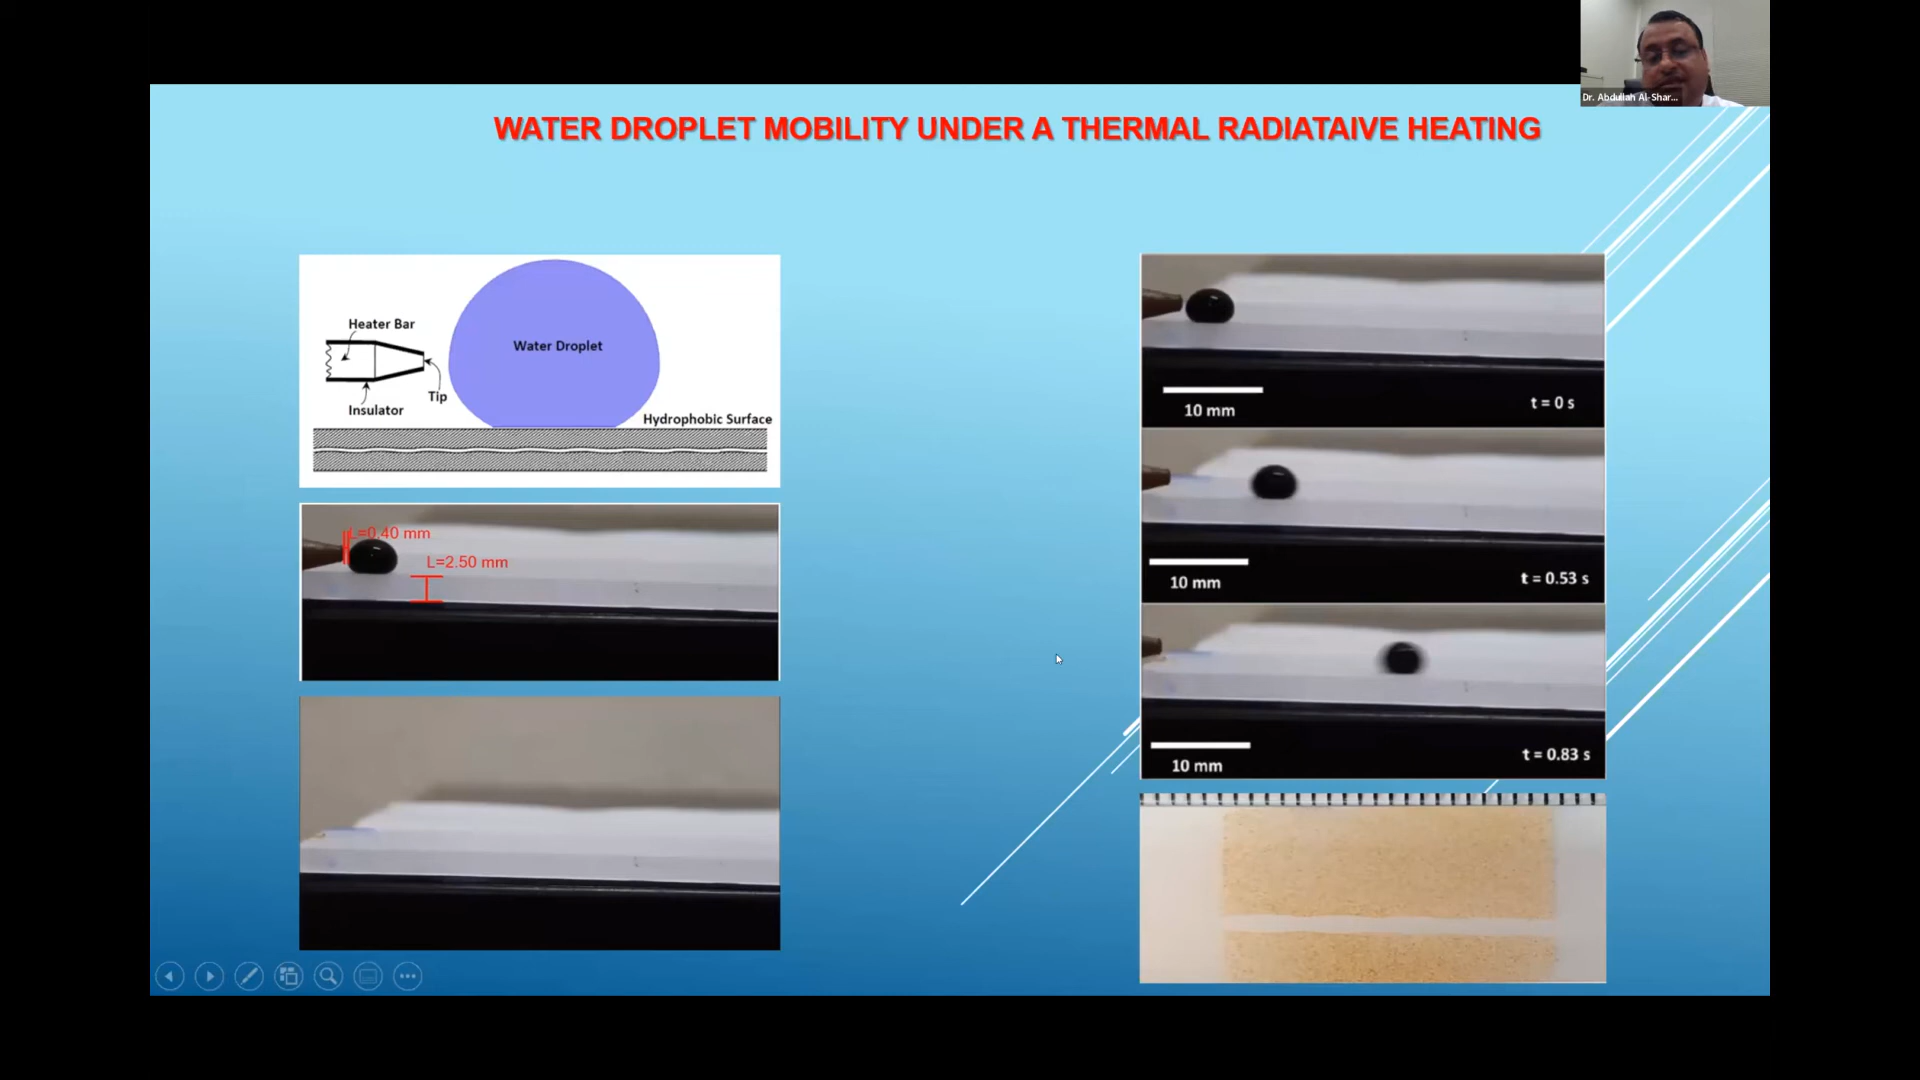 Dr. Abdullah Al-Shar...
WATER DROPLET MOBILITY UNDER A THERMAL RADIATAIVE HEATING
Heater Bar
Water Droplet
Tip
Insulator
Hydrophobic Surface
L=0.40 mm
L=2.50 mm
10 mm
t = 0 s
10 mm
t = 0.53 s
10 mm
t = 0.83 s